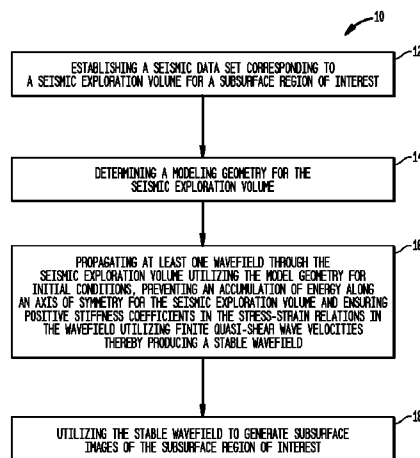 10
12
ESTABLISHING A SEISMIC DATA SET CORRESPONDING TO
A SEISMIC EXPLORATION VOLUME FOR A SUBSURFACE REGION OF INTEREST
14
DETERMINING A MODELING GEOMETRY FOR THE
SEISMIC EXPLORATION VOLUME
16
PROPAGATING AT LEAST ONE WAVEFIELD THROUGH THE
SEISMIC EXPLORATION VOLUME UTILIZING THE MODEL GEOMETRY FOR
INITIAL CONDITIONS, PREVENTING AN ACCUMULATION OF ENERGY ALONG
AN AXIS OF SYMMETRY FOR THE SEISMIC EXPLORATION VOLUME AND ENSURING
POSITIVE STIFFNESS COEFFICIENTS IN THE STRESS-STRAIN RELATIONS IN
THE WAVEFIELD UTILIZING FINITE QUASI-SHEAR WAVE VELOCITIES
THEREBY PRODUCING A STABLE WAVEFIELD
18
UTILIZING THE STABLE WAVEFIELD TO GENERATE SUBSURFACE
IMAGES OF THE SUBSURFACE REGION OF INTEREST